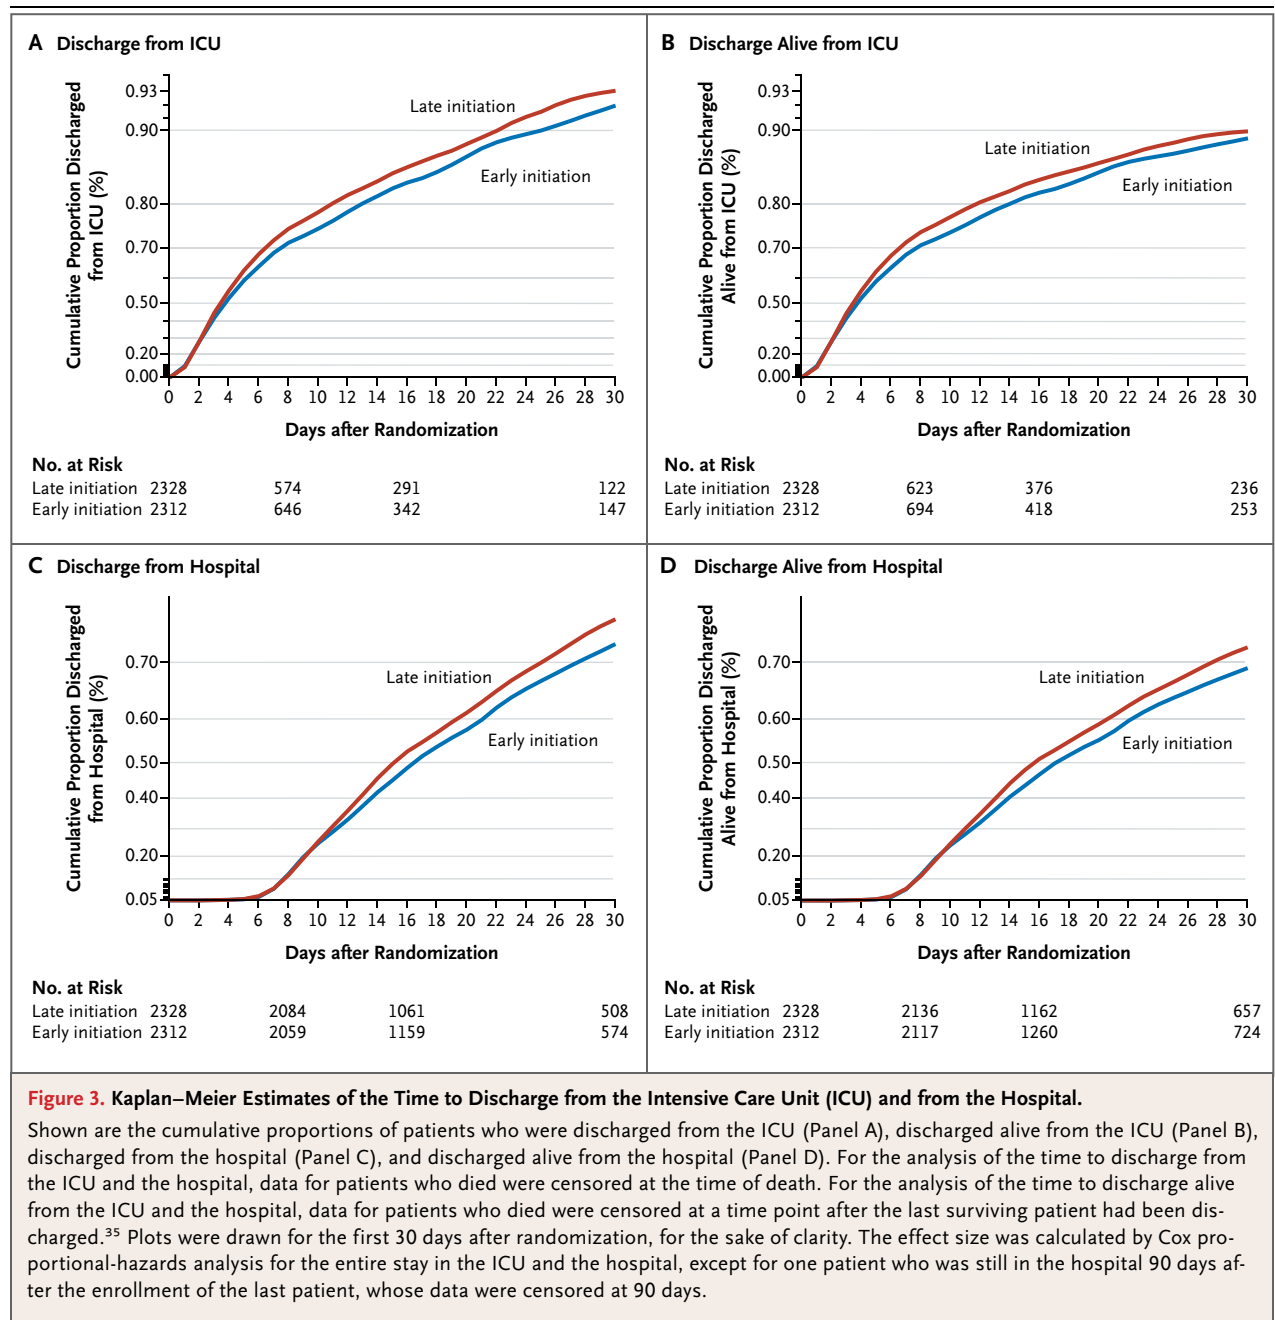 A Discharge from ICU
Cumulative Proportion Discharged
from ICU (%)
0.93
0.90
0.80
0.70
0.50
0.20
0.00
Late initiation
Early initiation
0 2 4 6 8 10 12 14 16 18 20 22 24 26 28 30
Days after Randomization
No. at Risk
Late initiation 2328 574 291 122
Early initiation 2312 646 342 147
B Discharge Alive from ICU
Cumulative Proportion Discharged
Alive from ICU (%)
0.93
0.90
0.80
0.70
0.50
0.20
0.00
Late initiation
Early initiation
0 2 4 6 8 10 12 14 16 18 20 22 24 26 28 30
Days after Randomization
No. at Risk
Late initiation 2328 623 376 236
Early initiation 2312 694 418 253
C Discharge from Hospital
Cumulative Proportion Discharged
from Hospital (%)
0.70
0.60
0.50
0.40
0.20
0.05
Late initiation
Early initiation
0 2 4 6 8 10 12 14 16 18 20 22 24 26 28 30
Days after Randomization
No. at Risk
Late initiation 2328 2084 1061 508
Early initiation 2312 2059 1159 574
D Discharge Alive from Hospital
Cumulative Proportion Discharged
Alive from Hospital (%)
0.70
0.60
0.50
0.40
0.20
0.05
Late initiation
Early initiation
0 2 4 6 8 10 12 14 16 18 20 22 24 26 28 30
Days after Randomization
No. at Risk
Late initiation 2328 2136 1162 657
Early initiation 2312 2117 1260 724
Figure 3. Kaplan–Meier Estimates of the Time to Discharge from the Intensive Care Unit (ICU) and from the Hospital.
Shown are the cumulative proportions of patients who were discharged from the ICU (Panel A), discharged alive from the ICU (Panel B),
discharged from the hospital (Panel C), and discharged alive from the hospital (Panel D). For the analysis of the time to discharge from
the ICU and the hospital, data for patients who died were censored at the time of death. For the analysis of the time to discharge alive
from the ICU and the hospital, data for patients who died were censored at a time point after the last surviving patient had been dis-
charged.³⁵ Plots were drawn for the first 30 days after randomization, for the sake of clarity. The effect size was calculated by Cox pro-
portional-hazards analysis for the entire stay in the ICU and the hospital, except for one patient who was still in the hospital 90 days af-
ter the enrollment of the last patient, whose data were censored at 90 days.